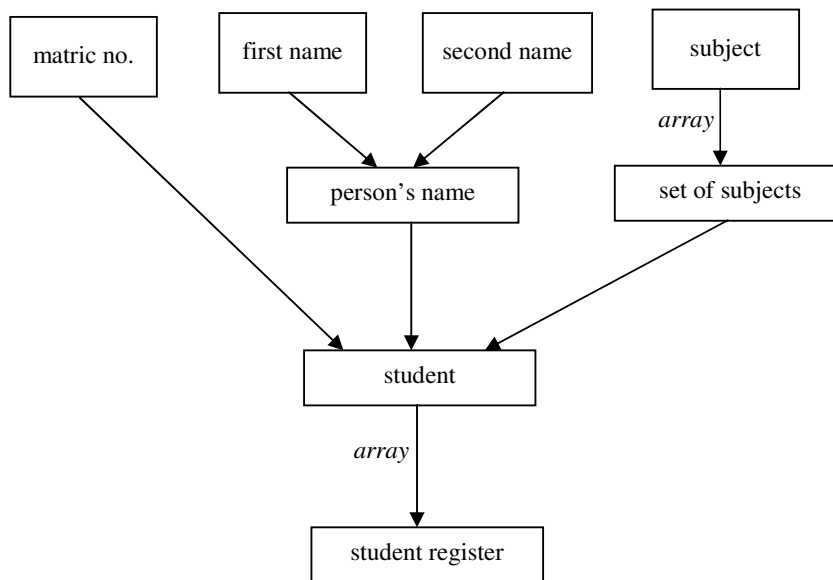 matric no.
first name
second name
subject
array
person’s name
set of subjects
student
array
student register